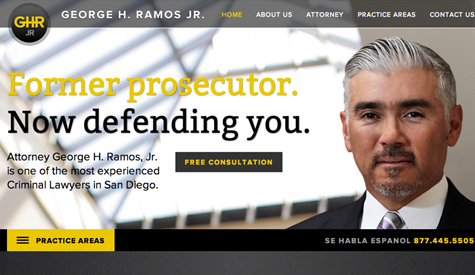 GHR
JR
GEORGE H. RAMOS JR.
HOME ABOUT US ATTORNEY PRACTICE AREAS CONTACT US
Former prosecutor.
Now defending you.
Attorney George H. Ramos, Jr.
is one of the most experienced
Criminal Lawyers in San Diego.
FREE CONSULTATION
PRACTICE AREAS
SE HABLA ESPANOL 877.445.5505